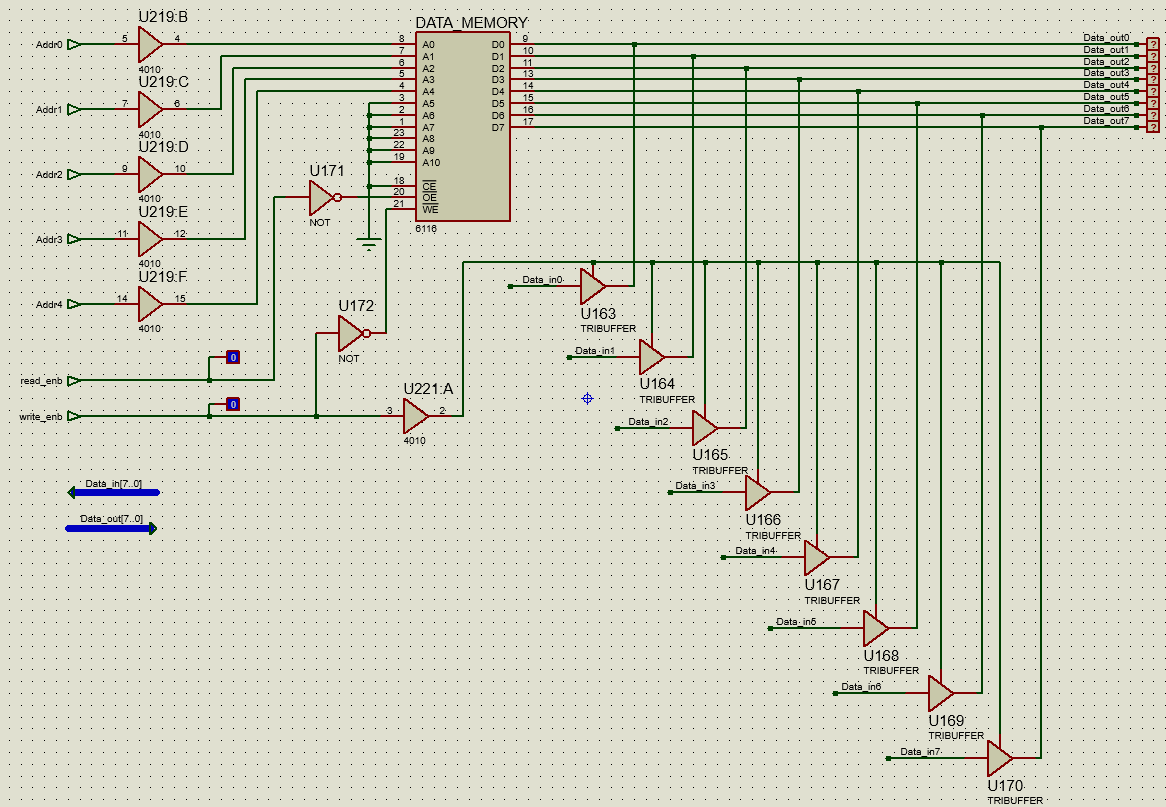 U219:B
Addr0
5
4
4010
U219:C
Addr1
7
6
4010
U219:D
Addr2
9
10
4010
U219:E
Addr3
11
12
4010
U219:F
Addr4
14
15
4010
DATA_MEMORY
8 A0 D0 9
7 A1 D1 10
6 A2 D2 11
5 A3 D3 13
4 A4 D4 14
3 A5 D5 15
2 A6 D6 16
1 A7 D7 17
23 A8
22 A9
19 A10
18 CE
20 OE
21 WE
6116
Data_out0 ?
Data_out1 ?
Data_out2 ?
Data_out3 ?
Data_out4 ?
Data_out5 ?
Data_out6 ?
Data_out7 ?
U171
NOT
U172
NOT
0
read_enb
0
write_enb
U221:A
3
2
4010
Data_in0
U163
TRIBUFFER
Data_in1
U164
TRIBUFFER
Data_in2
U165
TRIBUFFER
Data_in3
U166
TRIBUFFER
Data_in4
U167
TRIBUFFER
Data_in5
U168
TRIBUFFER
Data_in6
U169
TRIBUFFER
Data_in7
U170
TRIBUFFER
Data_in[7..0]
Data_out[7..0]